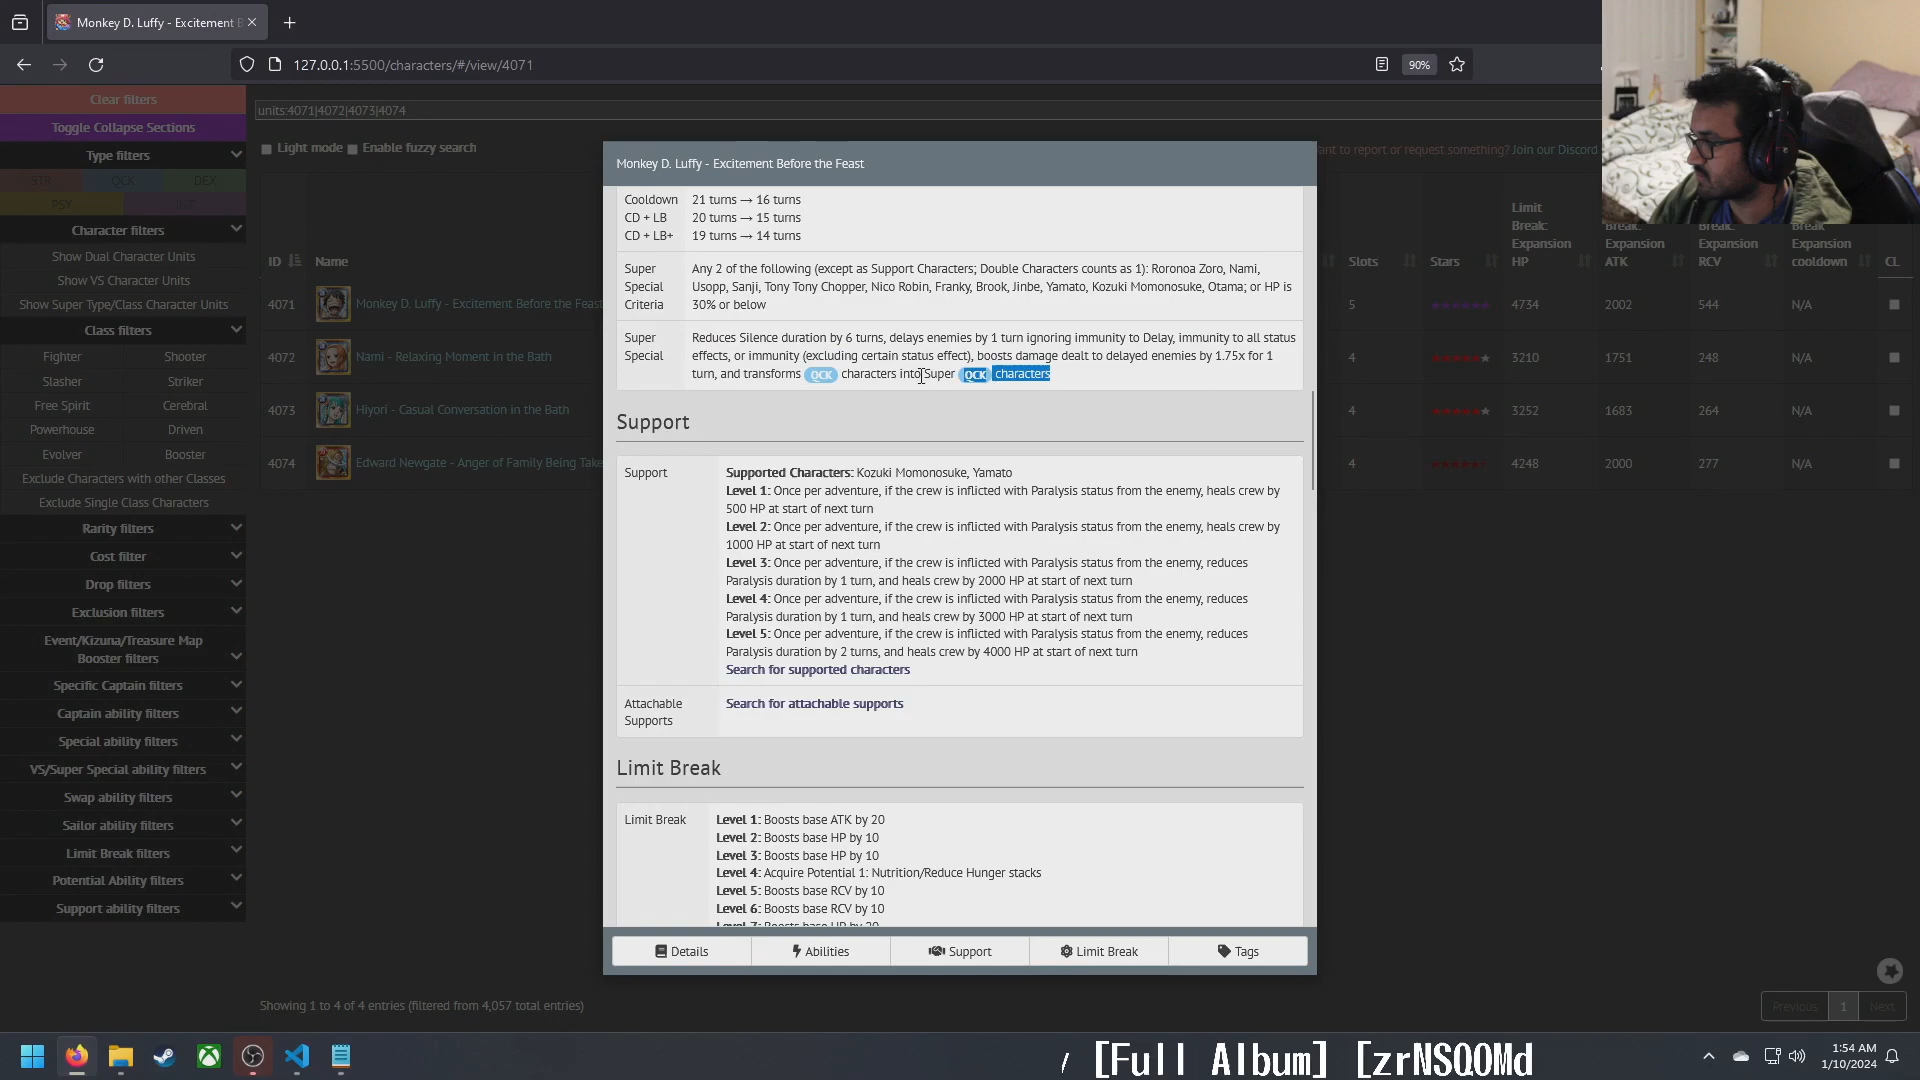 Monkey D. Luffy - Excitement B
127.0.0.1:5500/characters/#/view/4071
90%
Clear filters
Toggle Collapse Sections
Type filters
STR
QCK
DEX
PSY
INT
Character filters
Show Dual Character Units
Show VS Character Units
Show Super Type/Class Character Units
Class filters
Fighter
Shooter
Slasher
Striker
Free Spirit
Cerebral
Powerhouse
Driven
Evolver
Booster
Exclude Characters with other Classes
Exclude Single Class Characters
Rarity filters
Cost filter
Drop filters
Exclusion filters
Event/Kizuna/Treasure Map
Booster filters
Specific Captain filters
Captain ability filters
Special ability filters
VS/Super Special ability filters
Swap ability filters
Sailor ability filters
Limit Break filters
Potential Ability filters
Support ability filters
units:4071|4072|4073|4074
Light mode
Enable fuzzy search
ant to report or request something? Join our Discord
ID
Name
Slots
Stars
Limit
Break:
Expansion
HP
Break:
Expansion
ATK
Break:
Expansion
RCV
Break
Expansion
cooldown
CL
4071
Monkey D. Luffy - Excitement Before the Feast
5
4734
2002
544
N/A
4072
Nami - Relaxing Moment in the Bath
4
3210
1751
248
N/A
4073
Hiyori - Casual Conversation in the Bath
4
3252
1683
264
N/A
4074
Edward Newgate - Anger of Family Being Take
4
4248
2000
277
N/A
Showing 1 to 4 of 4 entries (filtered from 4,057 total entries)
Previous
1
Next
Monkey D. Luffy - Excitement Before the Feast
Cooldown 21 turns → 16 turns
CD + LB 20 turns → 15 turns
CD + LB+ 19 turns → 14 turns
Super
Special
Criteria
Any 2 of the following (except as Support Characters; Double Characters counts as 1): Roronoa Zoro, Nami,
Usopp, Sanji, Tony Tony Chopper, Nico Robin, Franky, Brook, Jinbe, Yamato, Kozuki Momonosuke, Otama; or HP is
30% or below
Super
Special
Reduces Silence duration by 6 turns, delays enemies by 1 turn ignoring immunity to Delay, immunity to all status
effects, or immunity (excluding certain status effect), boosts damage dealt to delayed enemies by 1.75x for 1
turn, and transforms QCK characters into Super QCK characters
Support
Support
Supported Characters: Kozuki Momonosuke, Yamato
Level 1: Once per adventure, if the crew is inflicted with Paralysis status from the enemy, heals crew by
500 HP at start of next turn
Level 2: Once per adventure, if the crew is inflicted with Paralysis status from the enemy, heals crew by
1000 HP at start of next turn
Level 3: Once per adventure, if the crew is inflicted with Paralysis status from the enemy, reduces
Paralysis duration by 1 turn, and heals crew by 2000 HP at start of next turn
Level 4: Once per adventure, if the crew is inflicted with Paralysis status from the enemy, reduces
Paralysis duration by 1 turn, and heals crew by 3000 HP at start of next turn
Level 5: Once per adventure, if the crew is inflicted with Paralysis status from the enemy, reduces
Paralysis duration by 2 turns, and heals crew by 4000 HP at start of next turn
Search for supported characters
Attachable
Supports
Search for attachable supports
Limit Break
Limit Break
Level 1: Boosts base ATK by 20
Level 2: Boosts base HP by 10
Level 3: Boosts base HP by 10
Level 4: Acquire Potential 1: Nutrition/Reduce Hunger stacks
Level 5: Boosts base RCV by 10
Level 6: Boosts base RCV by 10
Level 7: Boosts base HP by 20
Details
Abilities
Support
Limit Break
Tags
/ [Full Album] [zrNSQOMd
1:54 AM
1/10/2024